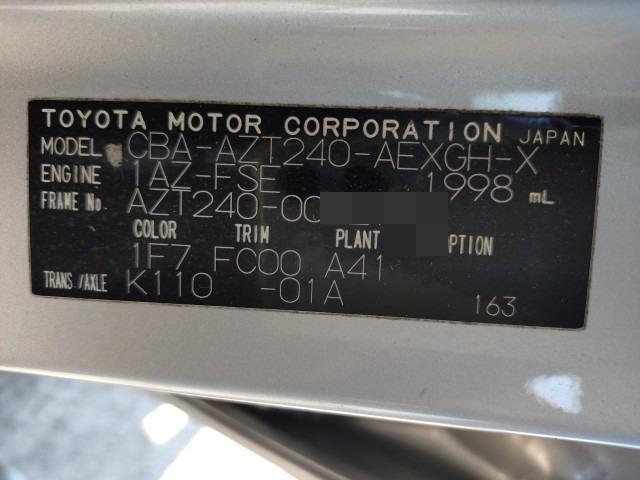 TOYOTA MOTOR CORPORATION JAPAN
MODEL CBA-AZT240-AEXGH-X
ENGINE 1AZ-FSE 1998 mL
FRAME No. AZT240-00
COLOR TRIM PLANT PTION
1F7 FC00 A41
TRANS./AXLE K110 -01A 163